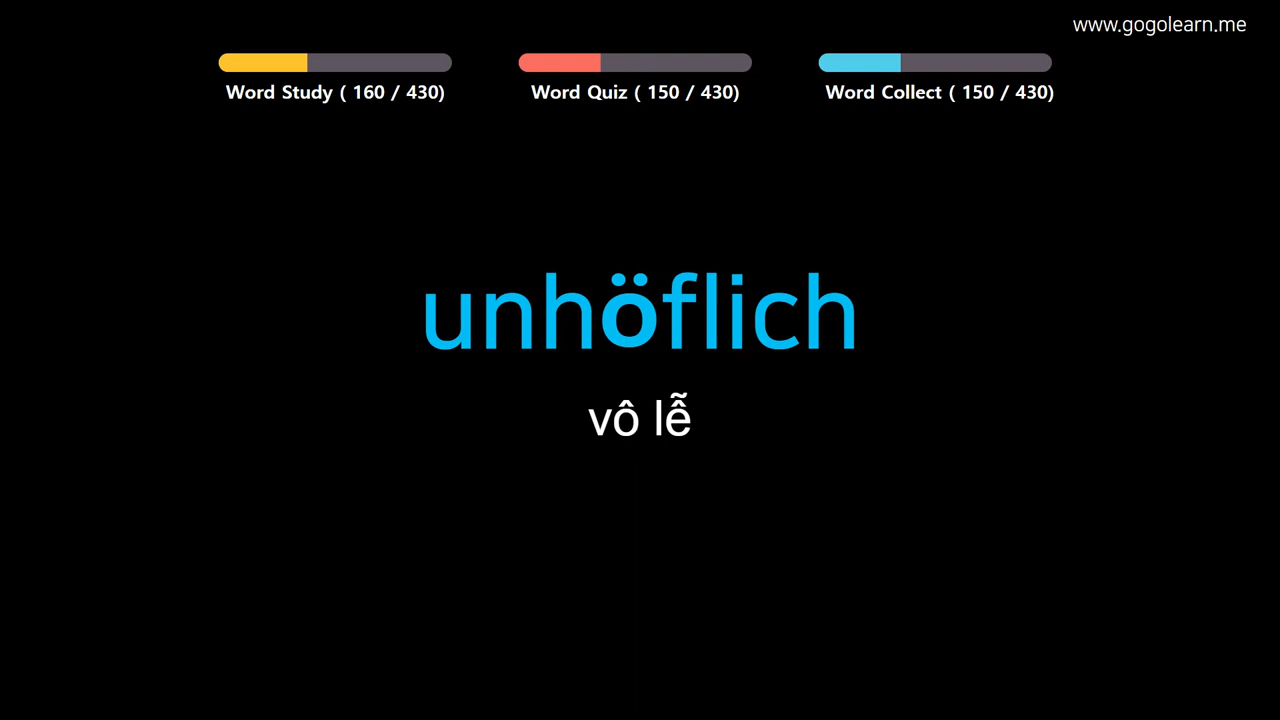 www.gogolearn.me
Word Study ( 160 / 430)
Word Quiz ( 150 / 430)
Word Collect ( 150 / 430)
unhöflich
vô lễ